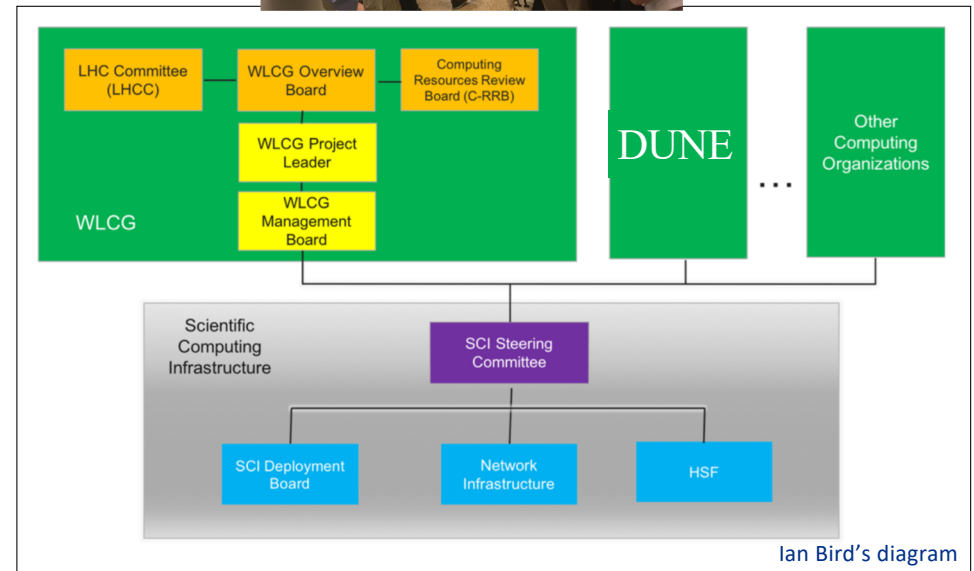 LHC Committee
(LHCC)
WLCG Overview
Board
Computing
Resources Review
Board (C-RRB)
WLCG Project
Leader
WLCG
Management
Board
WLCG
DUNE
...
Other
Computing
Organizations
Scientific
Computing
Infrastructure
SCI Steering
Committee
SCI Deployment
Board
Network
Infrastructure
HSF
Ian Bird’s diagram